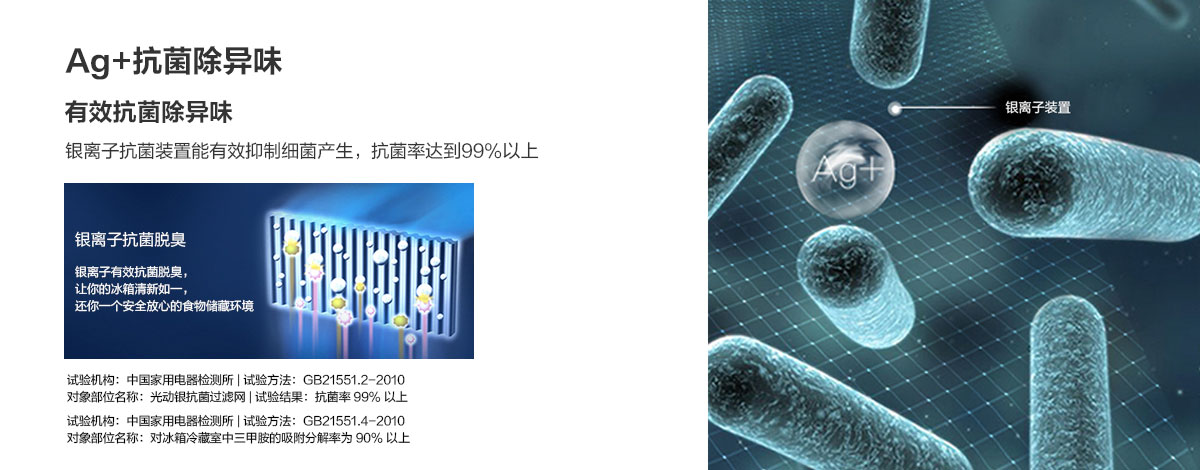 Ag+抗菌除异味
有效抗菌除异味
银离子抗菌装置能有效抑制细菌产生，抗菌率达到99%以上
银离子抗菌脱臭
银离子有效抗菌脱臭，
让你的冰箱清新如一，
还你一个安全放心的食物储藏环境
试验机构：中国家用电器检测所 | 试验方法：GB21551.2-2010
对象部位名称：光动银抗菌过滤网 | 试验结果：抗菌率 99% 以上
试验机构：中国家用电器检测所 | 试验方法：GB21551.4-2010
对象部位名称：对冰箱冷藏室中三甲胺的吸附分解率为 90% 以上
银离子装置
Ag+